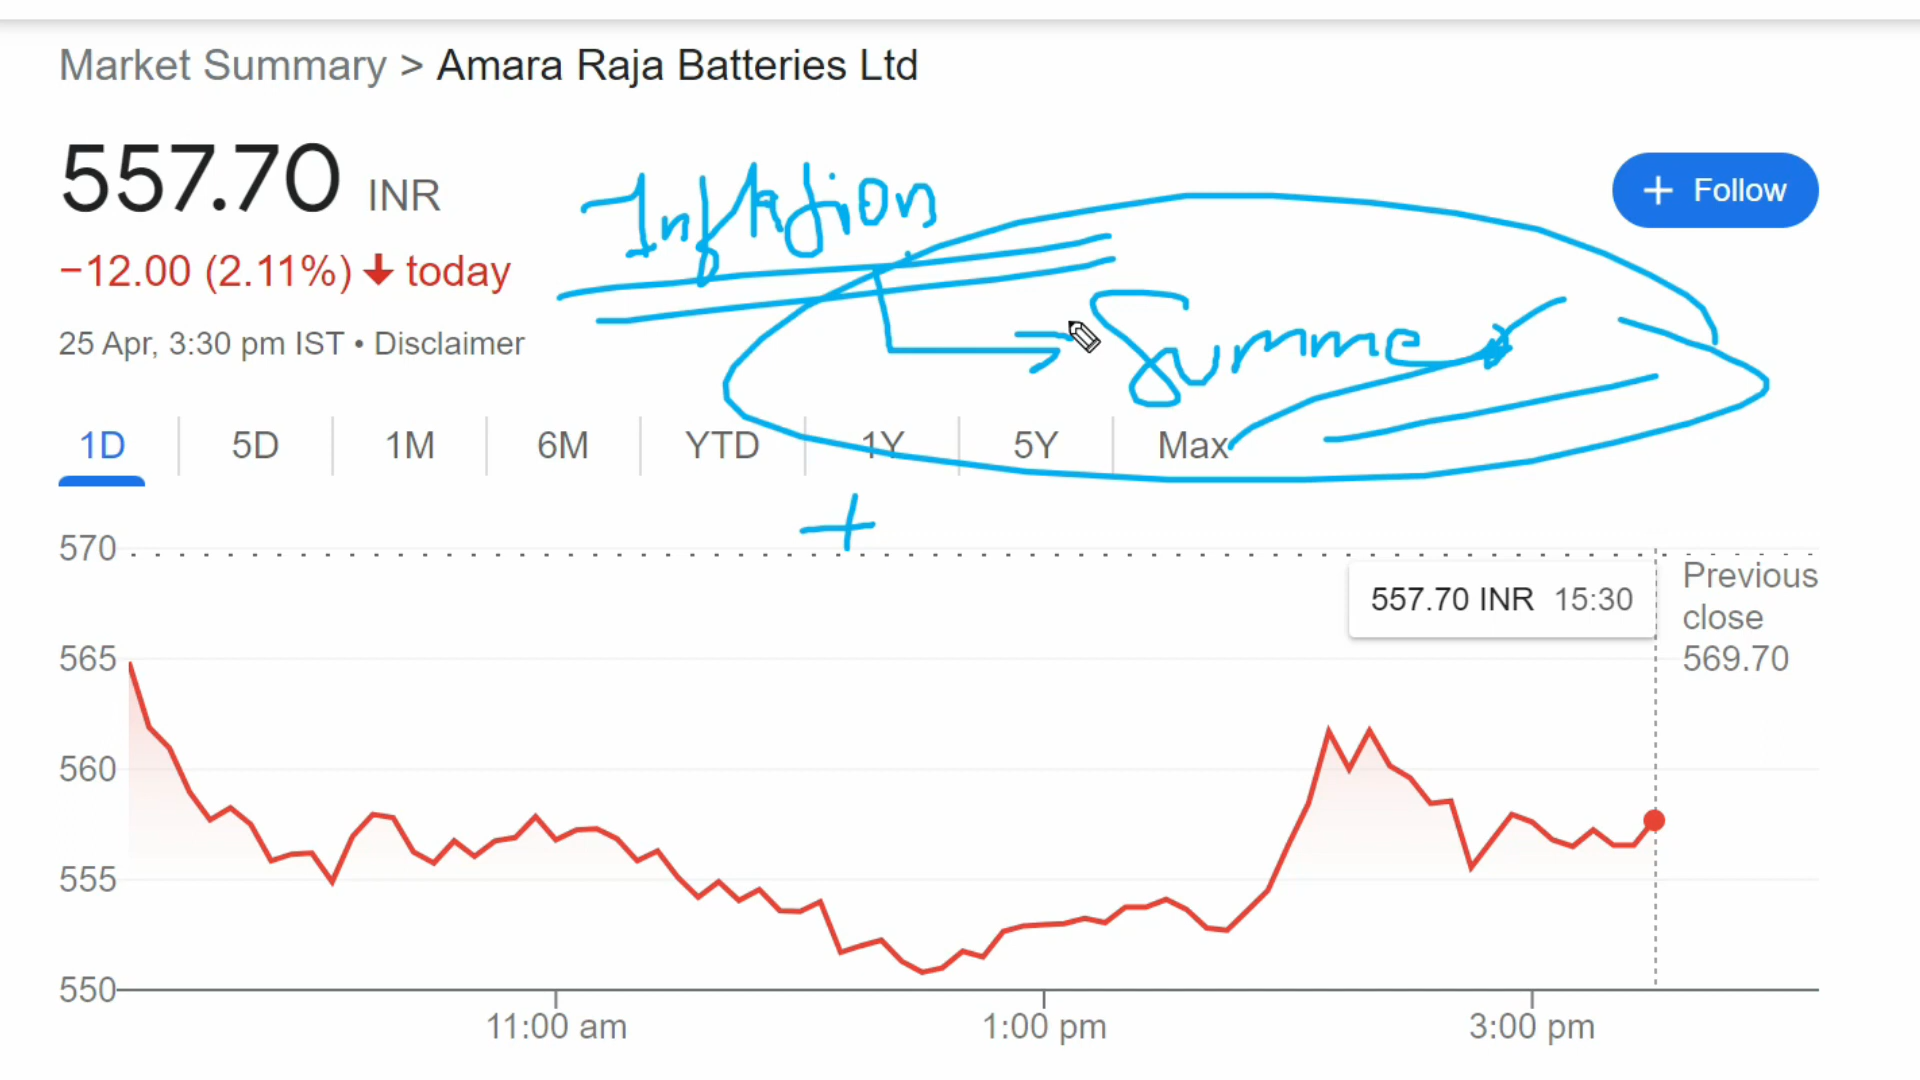 Market Summary > Amara Raja Batteries Ltd
557.70 INR
+ Follow
Inflation
−12.00 (2.11%) ↓ today
25 Apr, 3:30 pm IST • Disclaimer
Summer
1D 5D 1M 6M YTD 1Y 5Y Max
+
570
557.70 INR 15:30
Previous
close
569.70
565
560
555
550
11:00 am 1:00 pm 3:00 pm